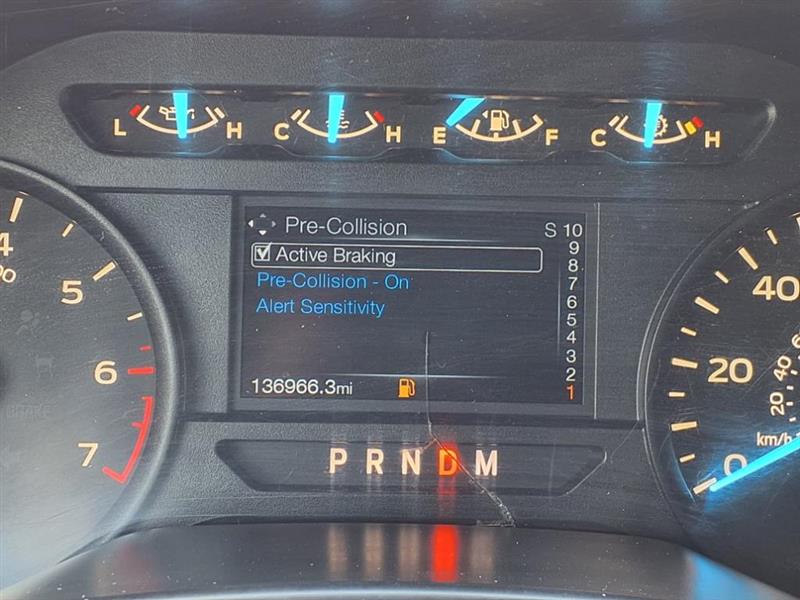 L H C H E F C H
Pre-Collision
S 10
Active Braking
9
8
Pre-Collision - On
7
Alert Sensitivity
6
5
4
3
2
136966.3mi
1
P R N D M
4
5
6
7
40
20
0
60
40
20
km/h